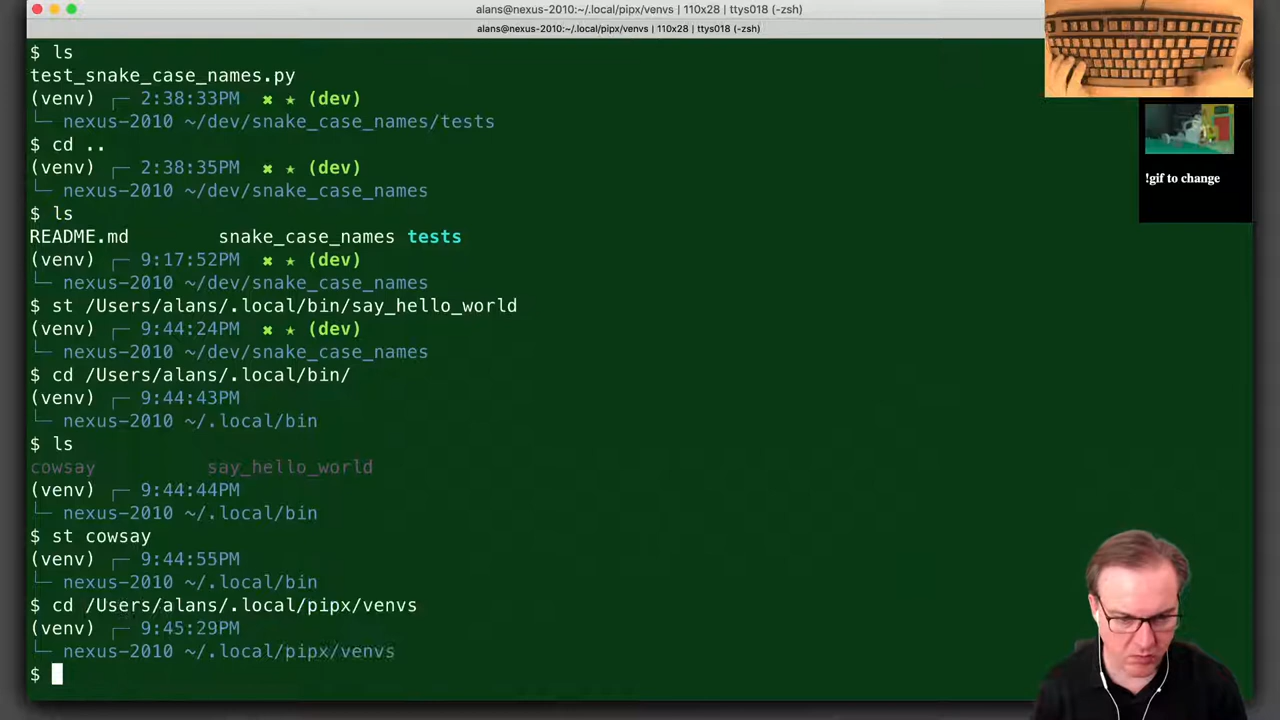 alans@nexus-2010:~/.local/pipx/venvs | 110x28 | ttys018 (-zsh)
alans@nexus-2010:~/.local/pipx/venvs | 110x28 | ttys018 (-zsh)
$ ls
test_snake_case_names.py
(venv) ┌─ 2:38:33PM ✖ ★ (dev)
└─ nexus-2010 ~/dev/snake_case_names/tests
$ cd ..
(venv) ┌─ 2:38:35PM ✖ ★ (dev)
└─ nexus-2010 ~/dev/snake_case_names
$ ls
README.md snake_case_names tests
(venv) ┌─ 9:17:52PM ✖ ★ (dev)
└─ nexus-2010 ~/dev/snake_case_names
$ st /Users/alans/.local/bin/say_hello_world
(venv) ┌─ 9:44:24PM ✖ ★ (dev)
└─ nexus-2010 ~/dev/snake_case_names
$ cd /Users/alans/.local/bin/
(venv) ┌─ 9:44:43PM
└─ nexus-2010 ~/.local/bin
$ ls
cowsay say_hello_world
(venv) ┌─ 9:44:44PM
└─ nexus-2010 ~/.local/bin
$ st cowsay
(venv) ┌─ 9:44:55PM
└─ nexus-2010 ~/.local/bin
$ cd /Users/alans/.local/pipx/venvs
(venv) ┌─ 9:45:29PM
└─ nexus-2010 ~/.local/pipx/venvs
$
!gif to change